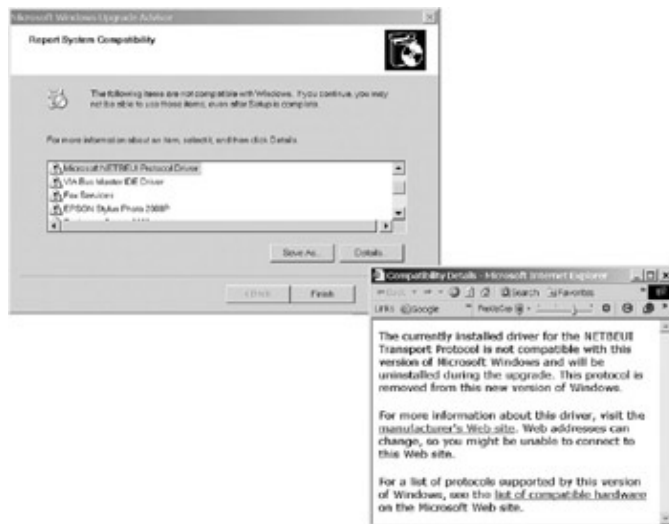 Microsoft Windows Upgrade Advisor
Report System Compatibility
The following items are not compatible with Windows. If you continue, you may
not be able to use these items, even after Setup is complete.
For more information about an item, select it, and then click Details.
Microsoft NETBEUI Protocol Driver
VIA Bus Master IDE Driver
Fax Services
EPSON Stylus Photo 2000P
Save As...
Details...
< Back
Finish
Compatibility Details - Microsoft Internet Explorer
Search Favorites
Links Google
The currently installed driver for the NETBEUI
Transport Protocol is not compatible with this
version of Microsoft Windows and will be
uninstalled during the upgrade. This protocol is
removed from this new version of Windows.
For more information about this driver, visit the
manufacturer's Web site. Web addresses can
change, so you might be unable to connect to
this Web site.
For a list of protocols supported by this version
of Windows, see the list of compatible hardware
on the Microsoft Web site.